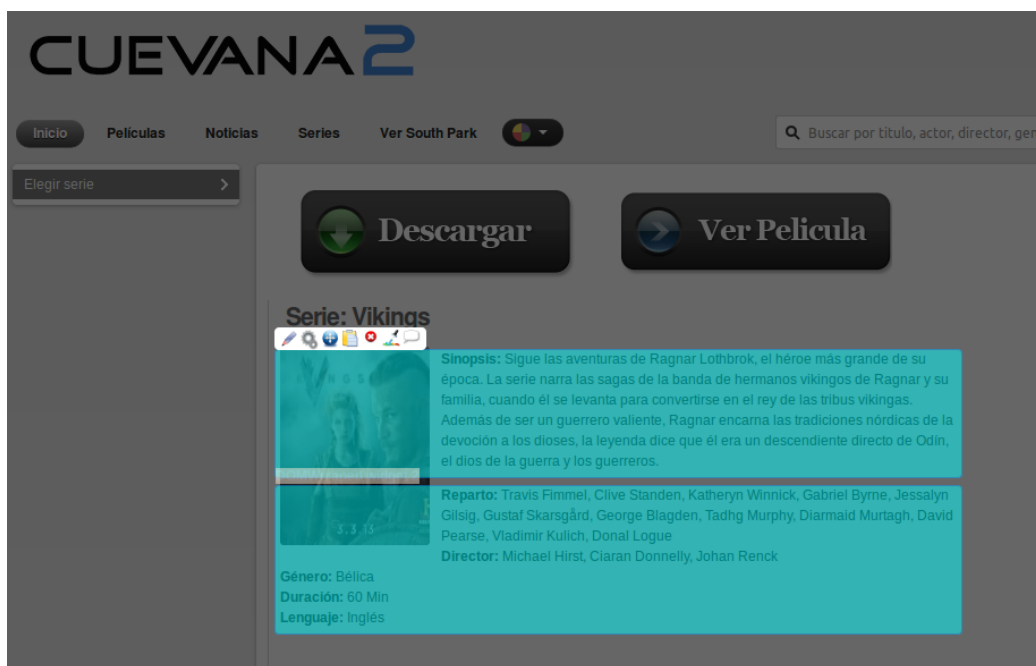 CUEVANA2
Inicio Películas Noticias Series Ver South Park
Buscar por título, actor, director, gen
Elegir serie
Descargar Ver Pelicula
Serie: Vikings
Sinopsis: Sigue las aventuras de Ragnar Lothbrok, el héroe más grande de su
época. La serie narra las sagas de la banda de hermanos vikingos de Ragnar y su
familia, cuando él se levanta para convertirse en el rey de las tribus vikingas.
Además de ser un guerrero valiente, Ragnar encarna las tradiciones nórdicas de la
devoción a los dioses, la leyenda dice que él era un descendiente directo de Odín,
el dios de la guerra y los guerreros.
Reparto: Travis Fimmel, Clive Standen, Katheryn Winnick, Gabriel Byrne, Jessalyn
Gilsig, Gustaf Skarsgård, George Blagden, Tadhg Murphy, Diarmaid Murtagh, David
Pearse, Vladimir Kulich, Donal Logue
3.3.13
Director: Michael Hirst, Ciaran Donnelly, Johan Renck
Género: Bélica
Duración: 60 Min
Lenguaje: Inglés